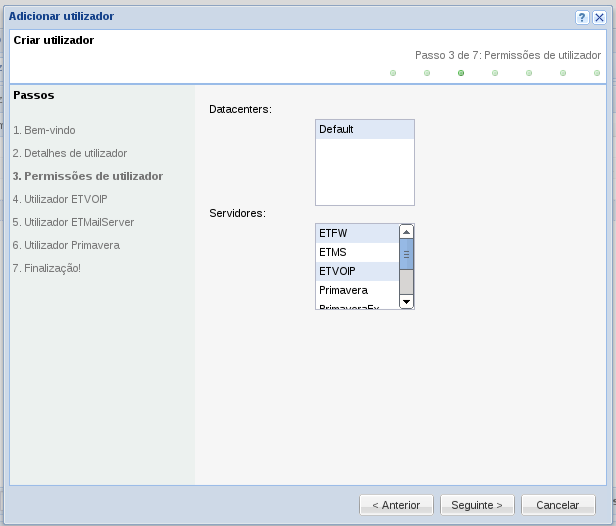 Adicionar utilizador
Criar utilizador
Passo 3 de 7: Permissões de utilizador
Passos
1. Bem-vindo
2. Detalhes de utilizador
3. Permissões de utilizador
4. Utilizador ETVOIP
5. Utilizador ETMailServer
6. Utilizador Primavera
7. Finalização!
Datacenters:
Default
Servidores:
ETFW
ETMS
ETVOIP
Primavera
< Anterior
Seguinte >
Cancelar